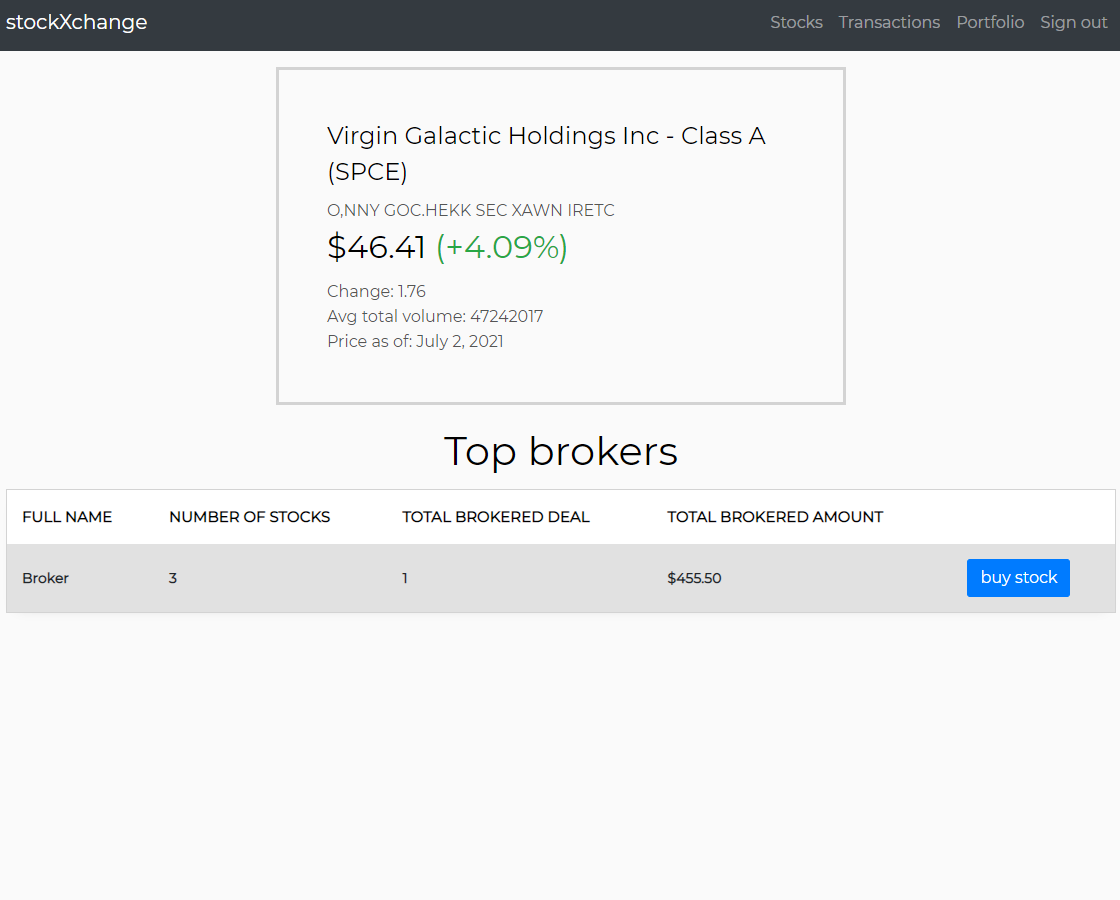 stockXchange
Stocks Transactions Portfolio Sign out
Virgin Galactic Holdings Inc - Class A
(SPCE)
O,NNY GOC.HEKK SEC XAWN IRETC
$46.41 (+4.09%)
Change: 1.76
Avg total volume: 47242017
Price as of: July 2, 2021
Top brokers
FULL NAME NUMBER OF STOCKS TOTAL BROKERED DEAL TOTAL BROKERED AMOUNT
Broker 3 1 $455.50 buy stock